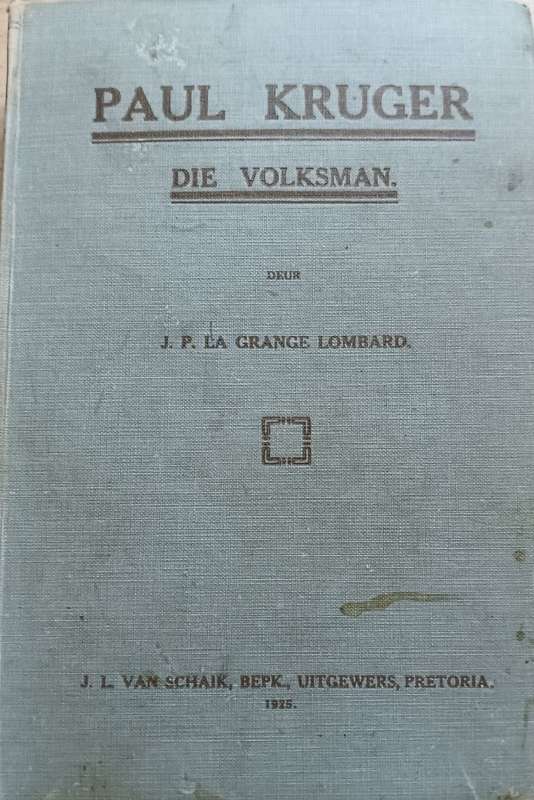 PAUL KRUGER
DIE VOLKSMAN.
DEUR
J. P. LA GRANGE LOMBARD.
J. L. VAN SCHAIK, BEPK., UITGEWERS, PRETORIA.
1925.